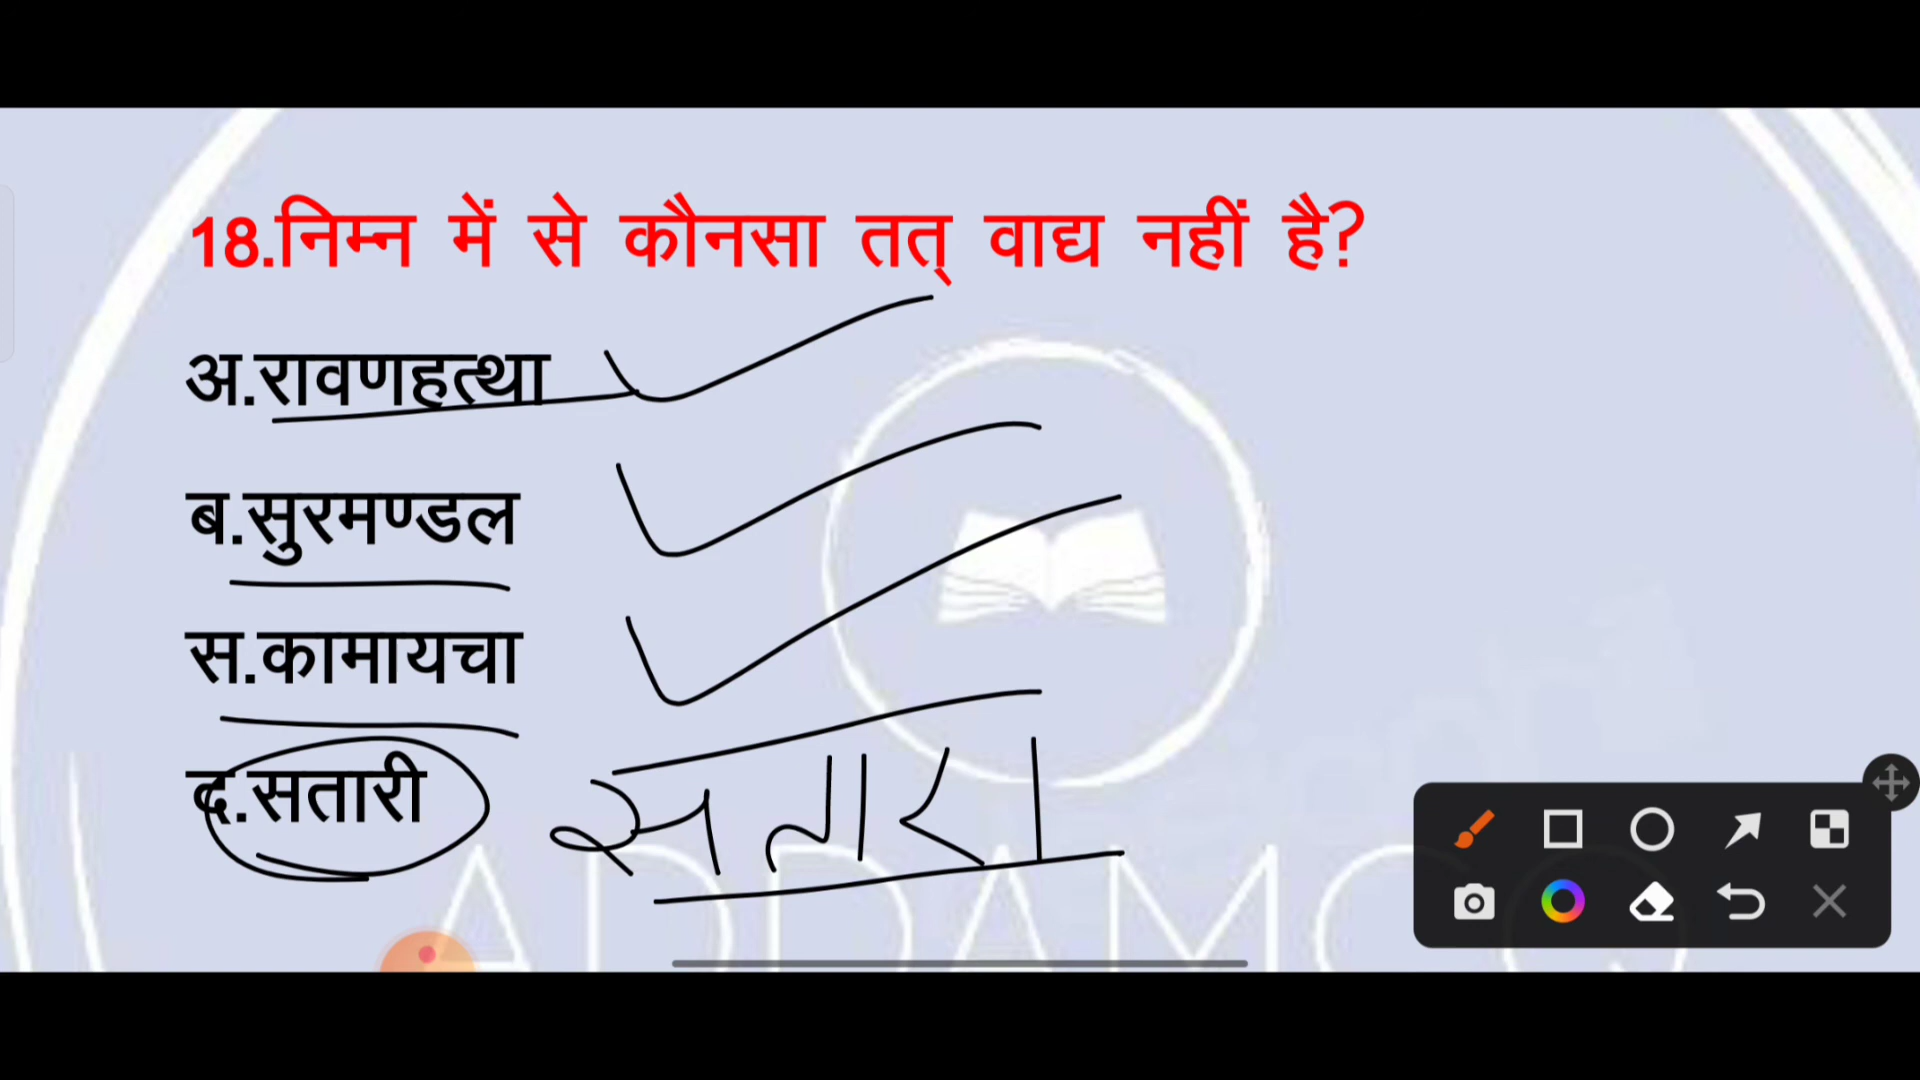 18.निम्न में से कौनसा तत् वाद्य नहीं है?
अ.रावणहत्था
ब.सुरमण्डल
स.कामायचा
द.सतारी
सतारा